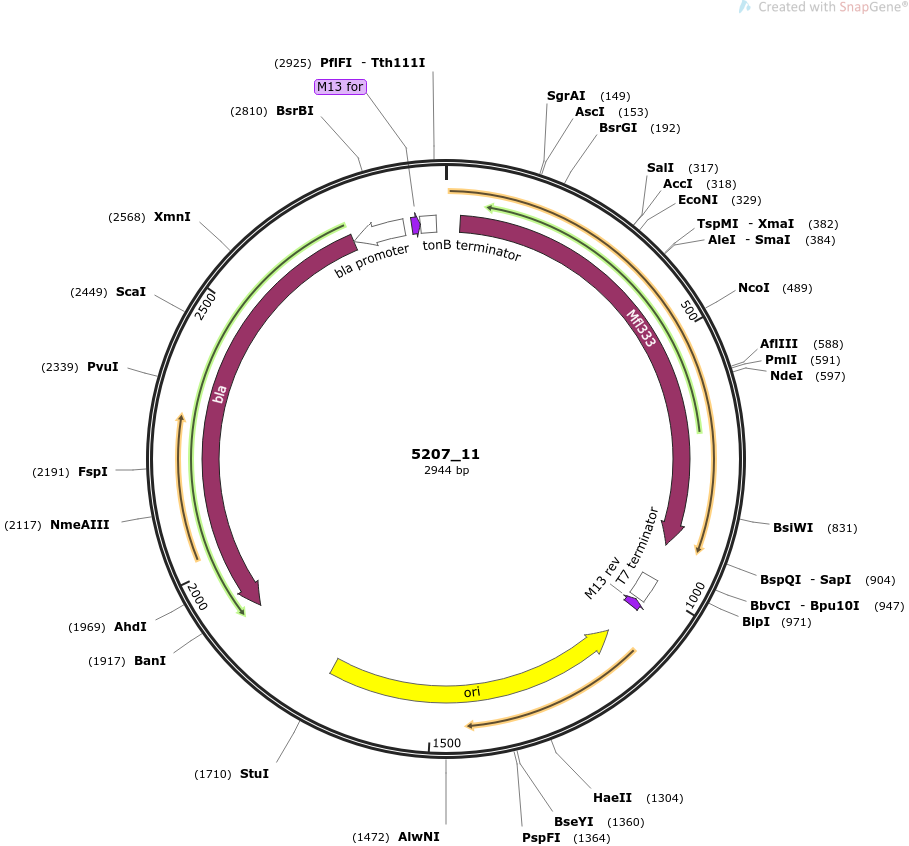 Created with SnapGene®
(2925) PflFI - Tth111I
M13 for
(2810) BsrBI
SgrAI (149)
AscI (153)
BsrGI (192)
SalI (317)
AccI (318)
EcoNI (329)
TspMI - XmaI (382)
AleI - SmaI (384)
NcoI (489)
AflIII (588)
PmlI (591)
NdeI (597)
BsiWI (831)
BspQI - SapI (904)
BbvCI - Bpu10I (947)
BlpI (971)
HaeII (1304)
BseYI (1360)
PspFI (1364)
(1472) AlwNI
(1710) StuI
(1917) BanI
(1969) AhdI
(2117) NmeAIII
(2191) FspI
(2339) PvuI
(2449) ScaI
(2568) XmnI
bla promoter
tonB terminator
Mfl333
500
T7 terminator
M13 rev
1000
ori
1500
2000
bla
2500
5207_11
2944 bp